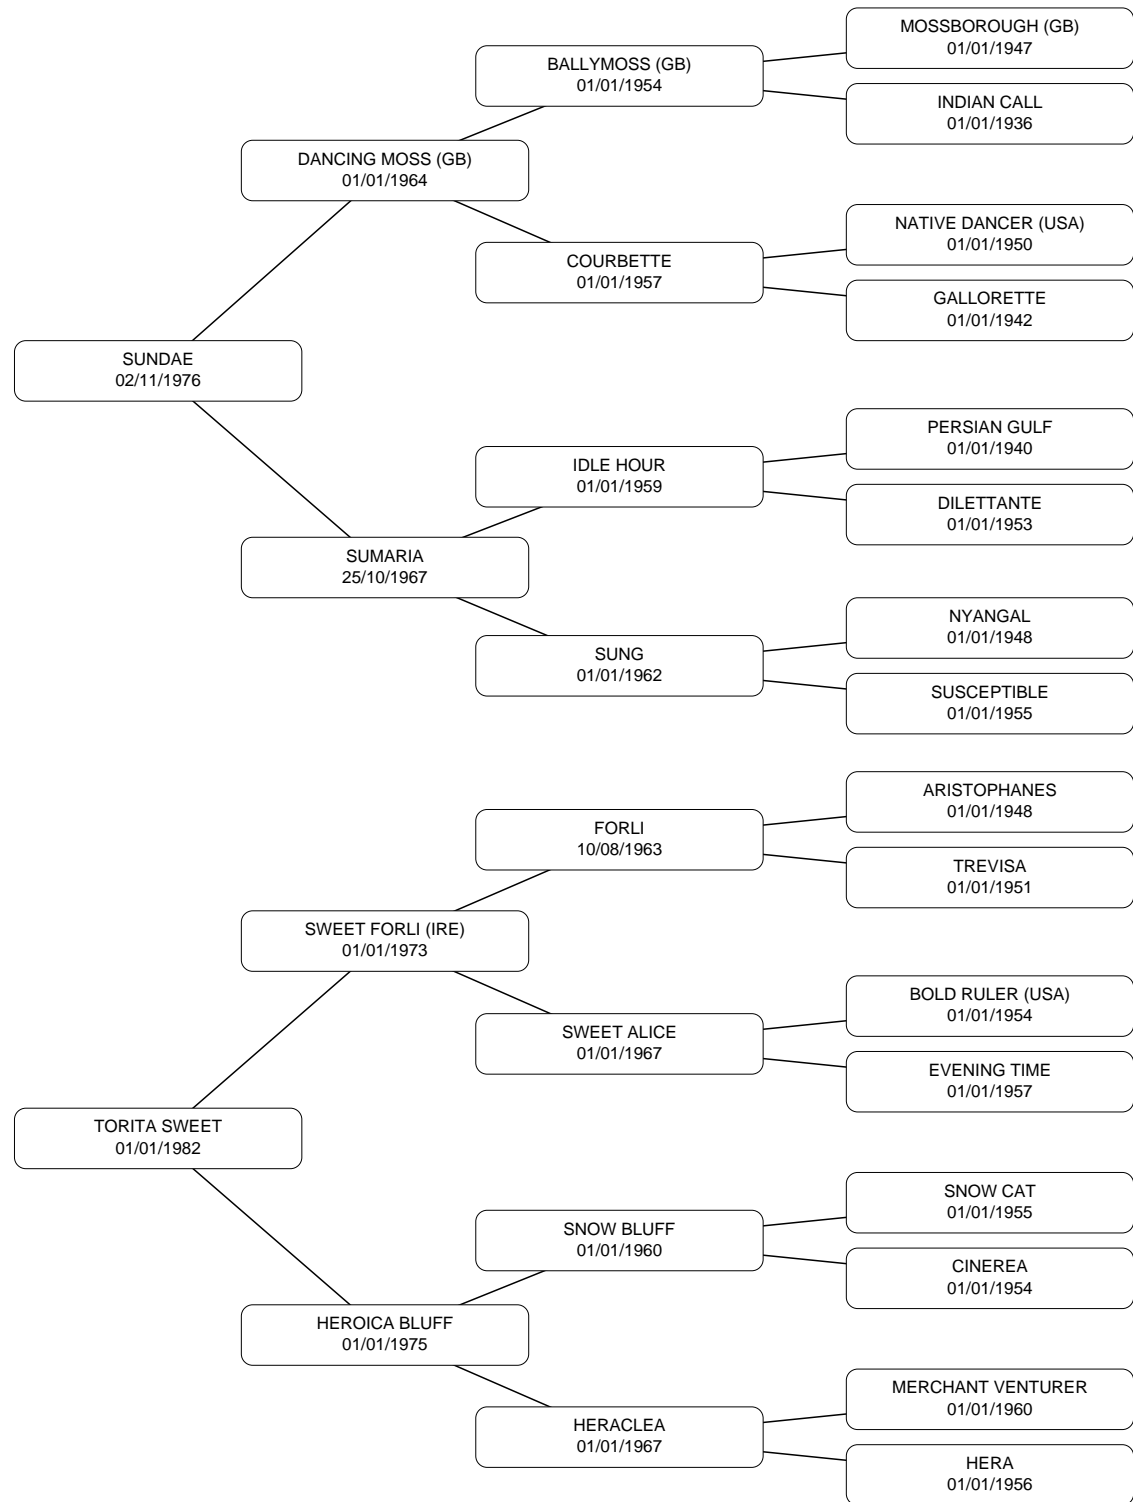 MOSSBOROUGH (GB)
01/01/1947
BALLYMOSS (GB)
01/01/1954
INDIAN CALL
01/01/1936
DANCING MOSS (GB)
01/01/1964
NATIVE DANCER (USA)
01/01/1950
COURBETTE
01/01/1957
GALLORETTE
01/01/1942
SUNDAE
02/11/1976
PERSIAN GULF
01/01/1940
IDLE HOUR
01/01/1959
DILETTANTE
01/01/1953
SUMARIA
25/10/1967
NYANGAL
01/01/1948
SUNG
01/01/1962
SUSCEPTIBLE
01/01/1955
ARISTOPHANES
01/01/1948
FORLI
10/08/1963
TREVISA
01/01/1951
SWEET FORLI (IRE)
01/01/1973
BOLD RULER (USA)
01/01/1954
SWEET ALICE
01/01/1967
EVENING TIME
01/01/1957
TORITA SWEET
01/01/1982
SNOW CAT
01/01/1955
SNOW BLUFF
01/01/1960
CINEREA
01/01/1954
HEROICA BLUFF
01/01/1975
MERCHANT VENTURER
01/01/1960
HERACLEA
01/01/1967
HERA
01/01/1956